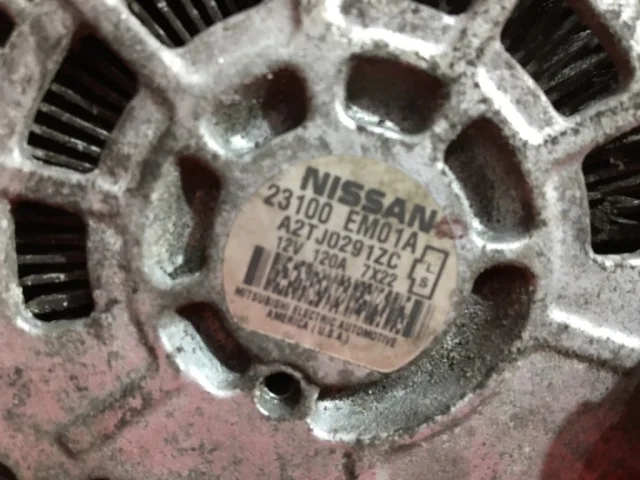 NISSAN
23100 EM01A
A2TJ0291ZC
12V 120A 7X22
L
S
MITSUBISHI ELECTRIC AUTOMOTIVE
AMERICA (U.S.A.)